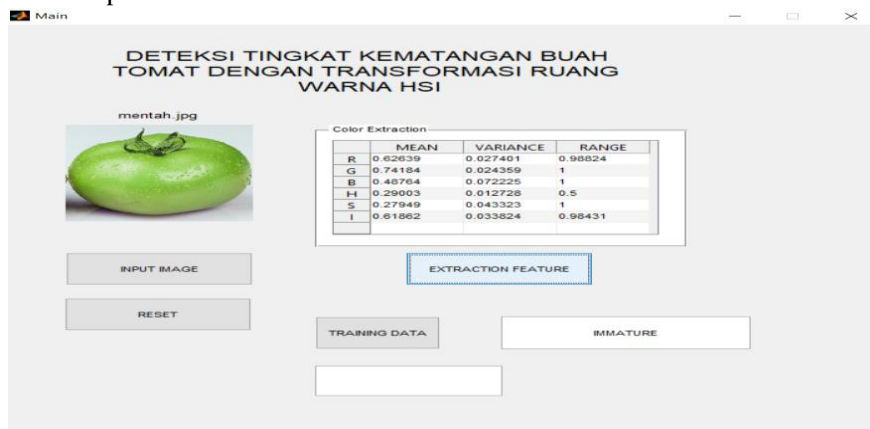 Main
DETEKSI TINGKAT KEMATANGAN BUAH
TOMAT DENGAN TRANSFORMASI RUANG
WARNA HSI
mentah.jpg
Color Extraction
MEAN VARIANCE RANGE
R 0.62639 0.027401 0.98824
G 0.74184 0.024359 1
B 0.48764 0.072225 1
H 0.29003 0.012728 0.5
S 0.27949 0.043323 1
I 0.61862 0.033824 0.98431
INPUT IMAGE
EXTRACTION FEATURE
RESET
TRAINING DATA
IMMATURE